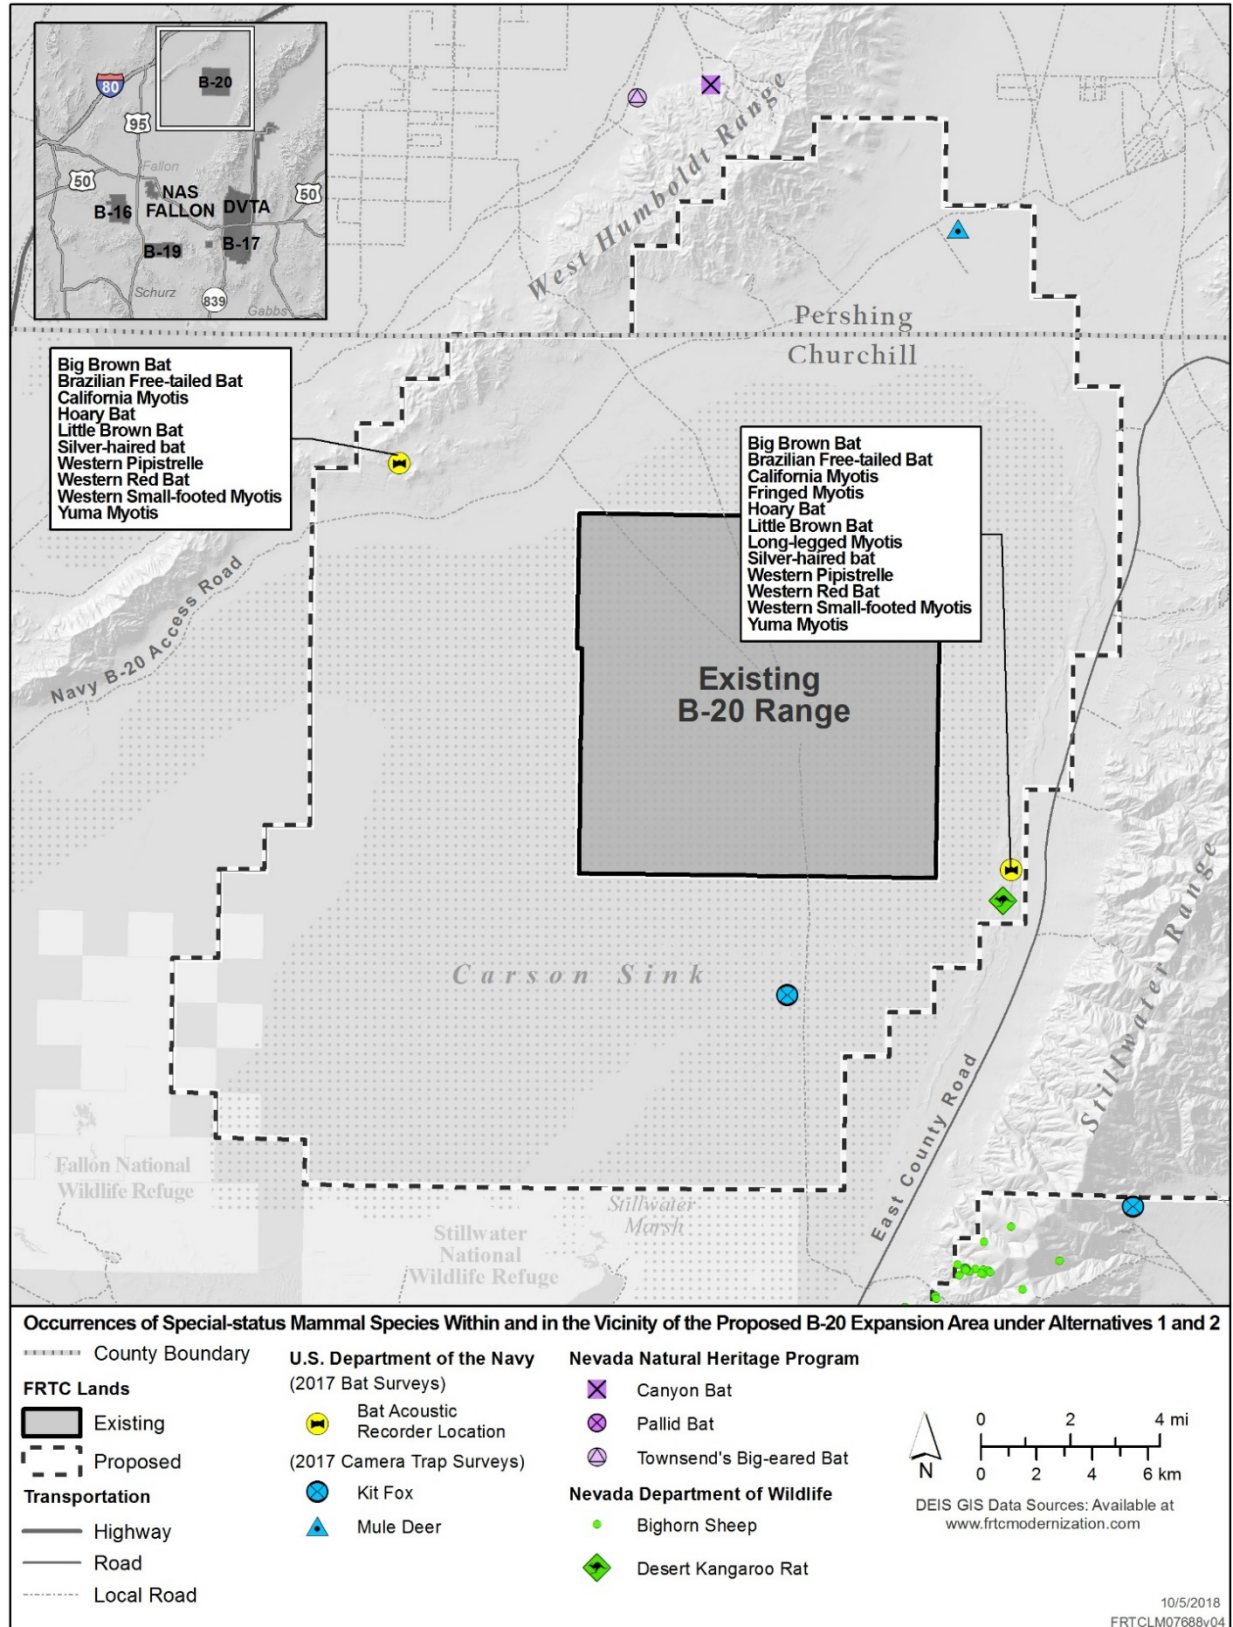 80
B-20
95
Fallon
50
NAS
FALLON
DVTA
50
B-16
B-17
B-19
Schurz
839
Gabbs
West Humboldt Range
Pershing
Churchill
Big Brown Bat
Brazilian Free-tailed Bat
California Myotis
Hoary Bat
Little Brown Bat
Silver-haired bat
Western Pipistrelle
Western Red Bat
Western Small-footed Myotis
Yuma Myotis
Big Brown Bat
Brazilian Free-tailed Bat
California Myotis
Fringed Myotis
Hoary Bat
Little Brown Bat
Long-legged Myotis
Silver-haired bat
Western Pipistrelle
Western Red Bat
Western Small-footed Myotis
Yuma Myotis
Navy B-20 Access Road
Existing
B-20 Range
Carson Sink
Stillwater Range
East County Road
Fallon National
Wildlife Refuge
Stillwater
Marsh
Stillwater
National
Wildlife Refuge
Occurrences of Special-status Mammal Species Within and in the Vicinity of the Proposed B-20 Expansion Area under Alternatives 1 and 2
County Boundary
FRTC Lands
Existing
Proposed
Transportation
Highway
Road
Local Road
U.S. Department of the Navy
(2017 Bat Surveys)
Bat Acoustic
Recorder Location
(2017 Camera Trap Surveys)
Kit Fox
Mule Deer
Nevada Natural Heritage Program
Canyon Bat
Pallid Bat
Townsend's Big-eared Bat
Nevada Department of Wildlife
Bighorn Sheep
Desert Kangaroo Rat
N
0 2 4 mi
0 2 4 6 km
DEIS GIS Data Sources: Available at
www.frtcmodernization.com
10/5/2018
FRTCLM07688v04